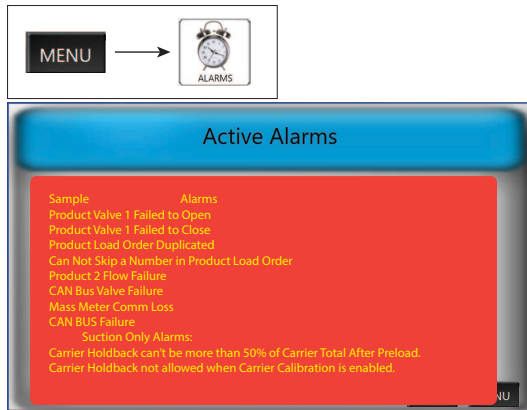 MENU
ALARMS
Active Alarms
Sample Alarms
Product Valve 1 Failed to Open
Product Valve 1 Failed to Close
Product Load Order Duplicated
Can Not Skip a Number in Product Load Order
Product 2 Flow Failure
CAN Bus Valve Failure
Mass Meter Comm Loss
CAN BUS Failure
Suction Only Alarms:
Carrier Holdback can't be more than 50% of Carrier Total After Preload.
Carrier Holdback not allowed when Carrier Calibration is enabled.
NU